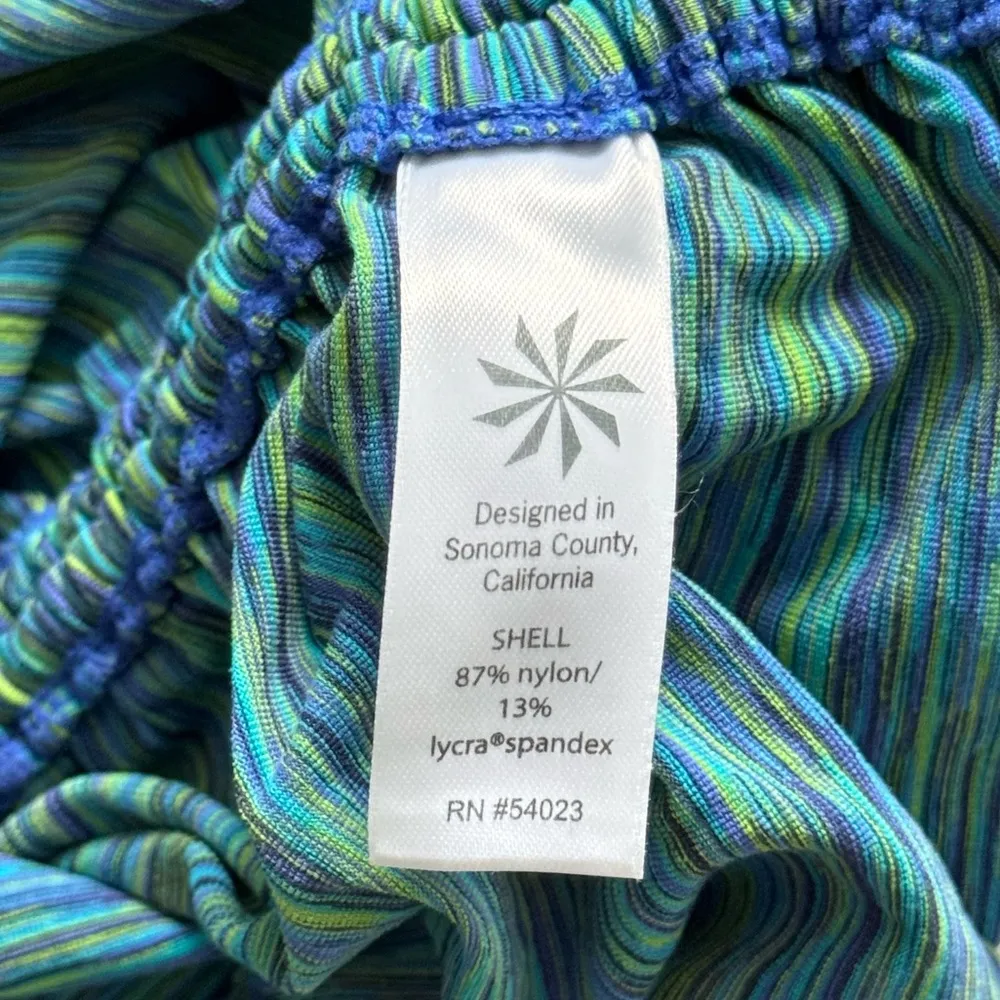 Designed in
Sonoma County,
California
SHELL
87% nylon/
13%
lycra®spandex
RN #54023